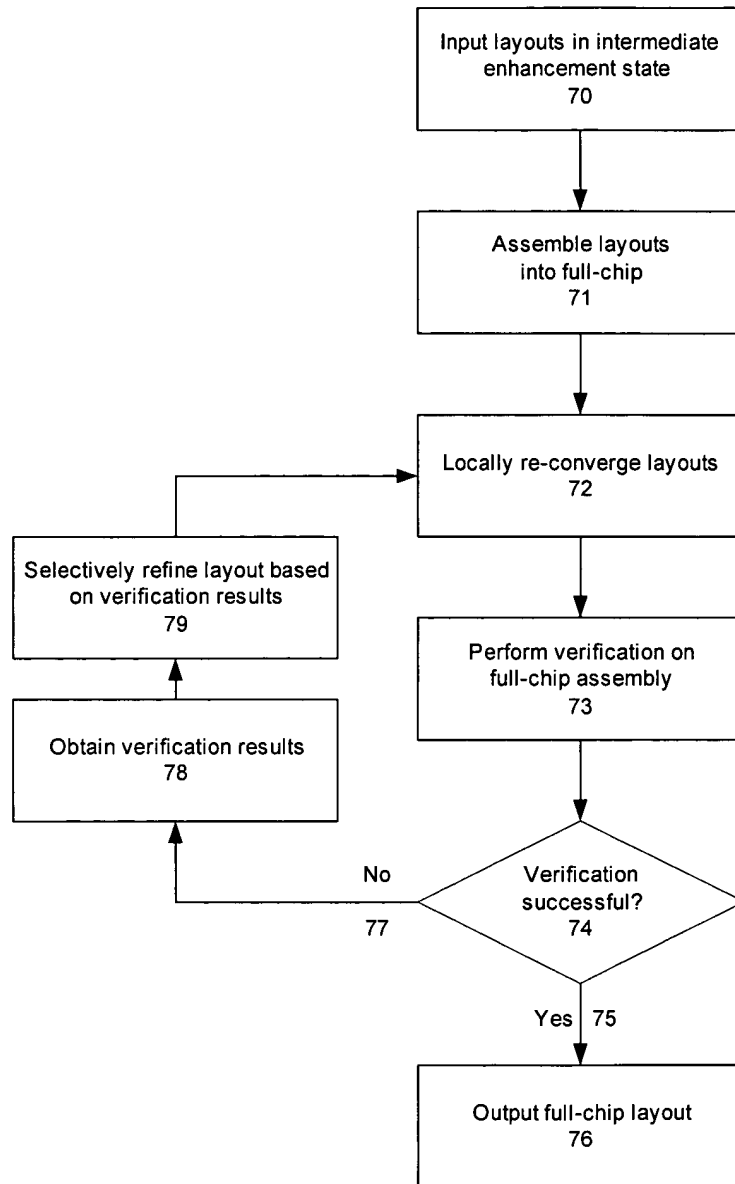 Input layouts in intermediate
enhancement state
70
Assemble layouts
into full-chip
71
Locally re-converge layouts
72
Selectively refine layout based
on verification results
79
Perform verification on
full-chip assembly
73
Obtain verification results
78
Verification
successful?
74
No
77
Yes 75
Output full-chip layout
76